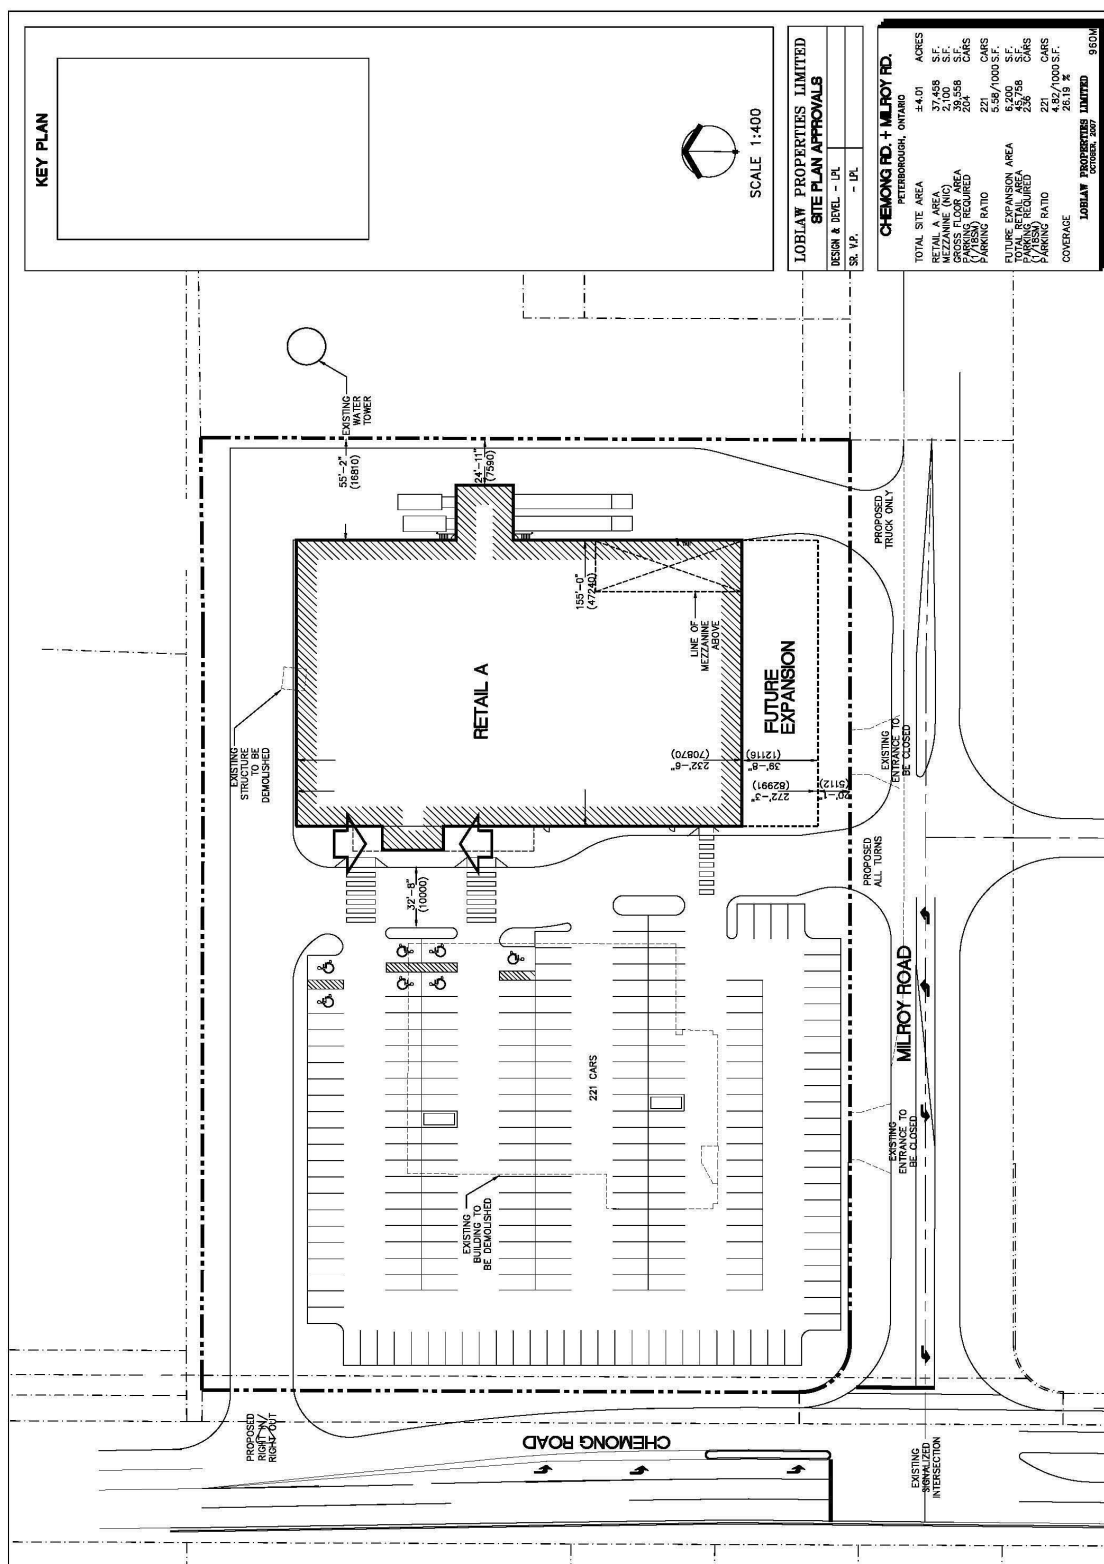 KEY PLAN
SCALE 1:400
LOBLAW PROPERTIES LIMITED
SITE PLAN APPROVALS
DESIGN & DEVEL. - LPL
SR. V.P. - LPL
CHEMONG RD. + MILROY RD.
PETERBOROUGH, ONTARIO
TOTAL SITE AREA ±4.01 ACRES
RETAIL A AREA 37,458 S.F.
MEZZANINE (NIC) 2,100 S.F.
GROSS FLOOR AREA 39,558 S.F.
PARKING REQUIRED 204 CARS
(1/18SM)
PARKING 221 CARS
RATIO 5.58/1000 S.F.
FUTURE EXPANSION AREA 6,200 S.F.
TOTAL RETAIL AREA 45,758 S.F.
PARKING REQUIRED 236 CARS
(1/18SM)
PARKING 221 CARS
RATIO 4.82/1000 S.F.
COVERAGE 26.19 %
LOBLAW PROPERTIES LIMITED
OCTOBER, 2007
960M
EXISTING
WATER
TOWER
55'-2"
(16810)
24'-11"
(7590)
PROPOSED
TRUCK ONLY
155'-0"
(47240)
LINE OF
MEZZANINE
ABOVE
RETAIL A
FUTURE
EXPANSION
EXISTING
STRUCTURE
TO BE
DEMOLISHED
232'-6"
(70870)
39'-8"
(12116)
272'-3"
(82991)
(5112)
EXISTING
ENTRANCE TO
BE CLOSED
PROPOSED
ALL TURNS
32'-8"
(10000)
221 CARS
MILROY ROAD
EXISTING
ENTRANCE TO
BE CLOSED
EXISTING
BUILDING TO
BE DEMOLISHED
PROPOSED
RIGHT IN/
RIGHT OUT
CHEMONG ROAD
EXISTING
SIGNALIZED
INTERSECTION